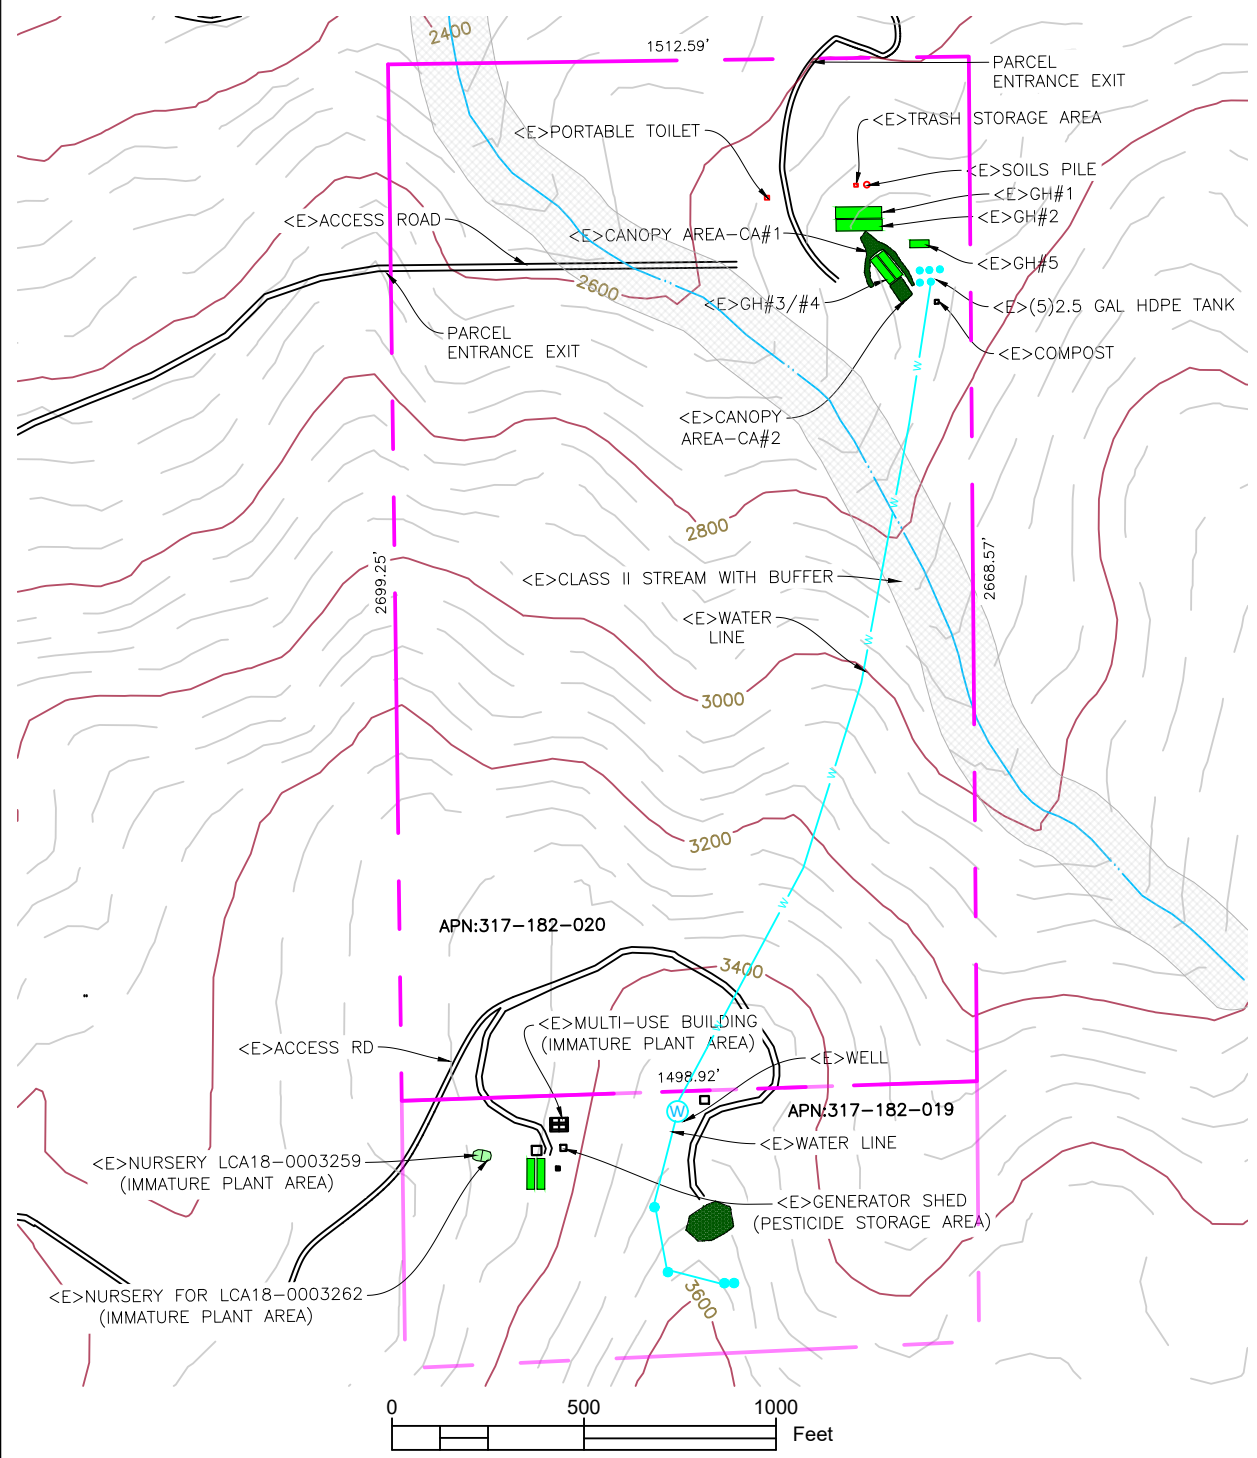 2400
1512.59'
PARCEL
ENTRANCE EXIT
<E>TRASH STORAGE AREA
<E>PORTABLE TOILET
<E>SOILS PILE
<E>GH#1
<E>GH#2
<E>ACCESS ROAD
<E>CANOPY AREA-CA#1
<E>GH#5
2600
<E>GH#3/#4
<E>(5)2.5 GAL HDPE TANK
PARCEL
ENTRANCE EXIT
<E>COMPOST
W
<E>CANOPY
AREA-CA#2
W
2800
2699.25'
2668.57'
<E>CLASS II STREAM WITH BUFFER
<E>WATER
LINE
W
3000
W
3200
W
APN:317-182-020
3400
<E>MULTI-USE BUILDING
(IMMATURE PLANT AREA)
W
<E>ACCESS RD
<E>WELL
1498.92'
W
APN:317-182-019
<E>WATER LINE
<E>NURSERY LCA18-0003259
(IMMATURE PLANT AREA)
<E>GENERATOR SHED
(PESTICIDE STORAGE AREA)
<E>NURSERY FOR LCA18-0003262
(IMMATURE PLANT AREA)
3600
0 500 1000
Feet